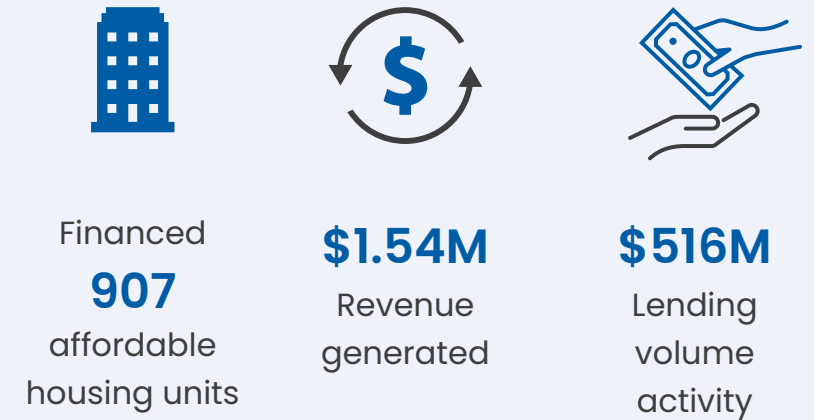 Financed
907
affordable
housing units
$1.54M
Revenue
generated
$516M
Lending
volume
activity